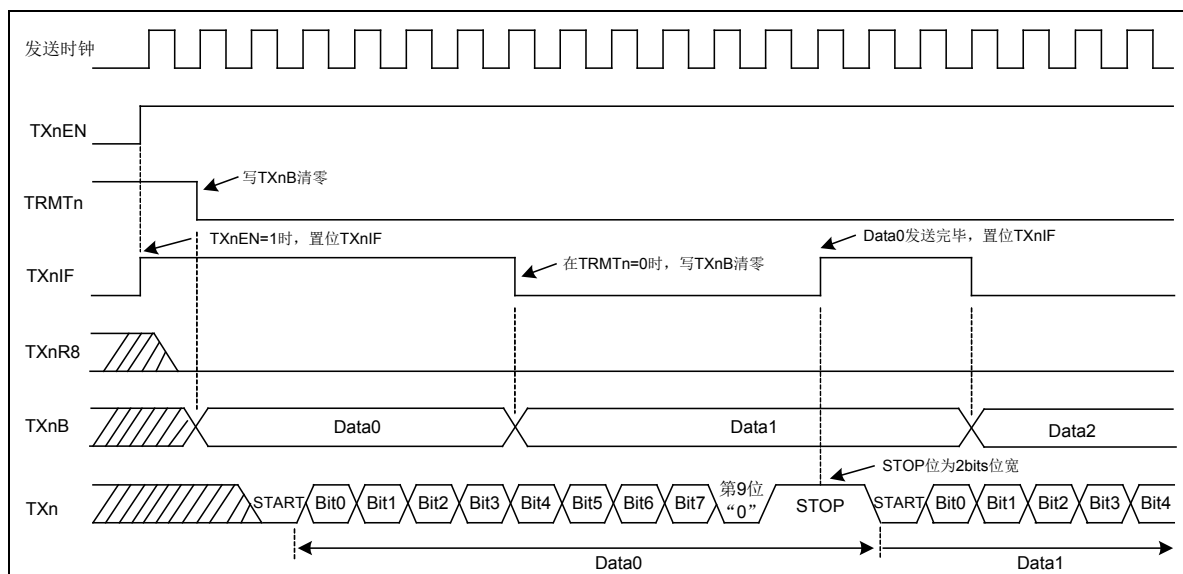 发送时钟
TXnEN
写TXnB清零
TRMTn
TXnEN=1时，置位TXnIF
Data0发送完毕，置位TXnIF
TXnIF
在TRMTn=0时，写TXnB清零
TXnR8
TXnB
Data0
Data1
Data2
STOP位为2bits位宽
TXn
START
Bit0
Bit1
Bit2
Bit3
Bit4
Bit5
Bit6
Bit7
第9位
“0”
STOP
START
Bit0
Bit1
Bit2
Bit3
Bit4
Data0
Data1